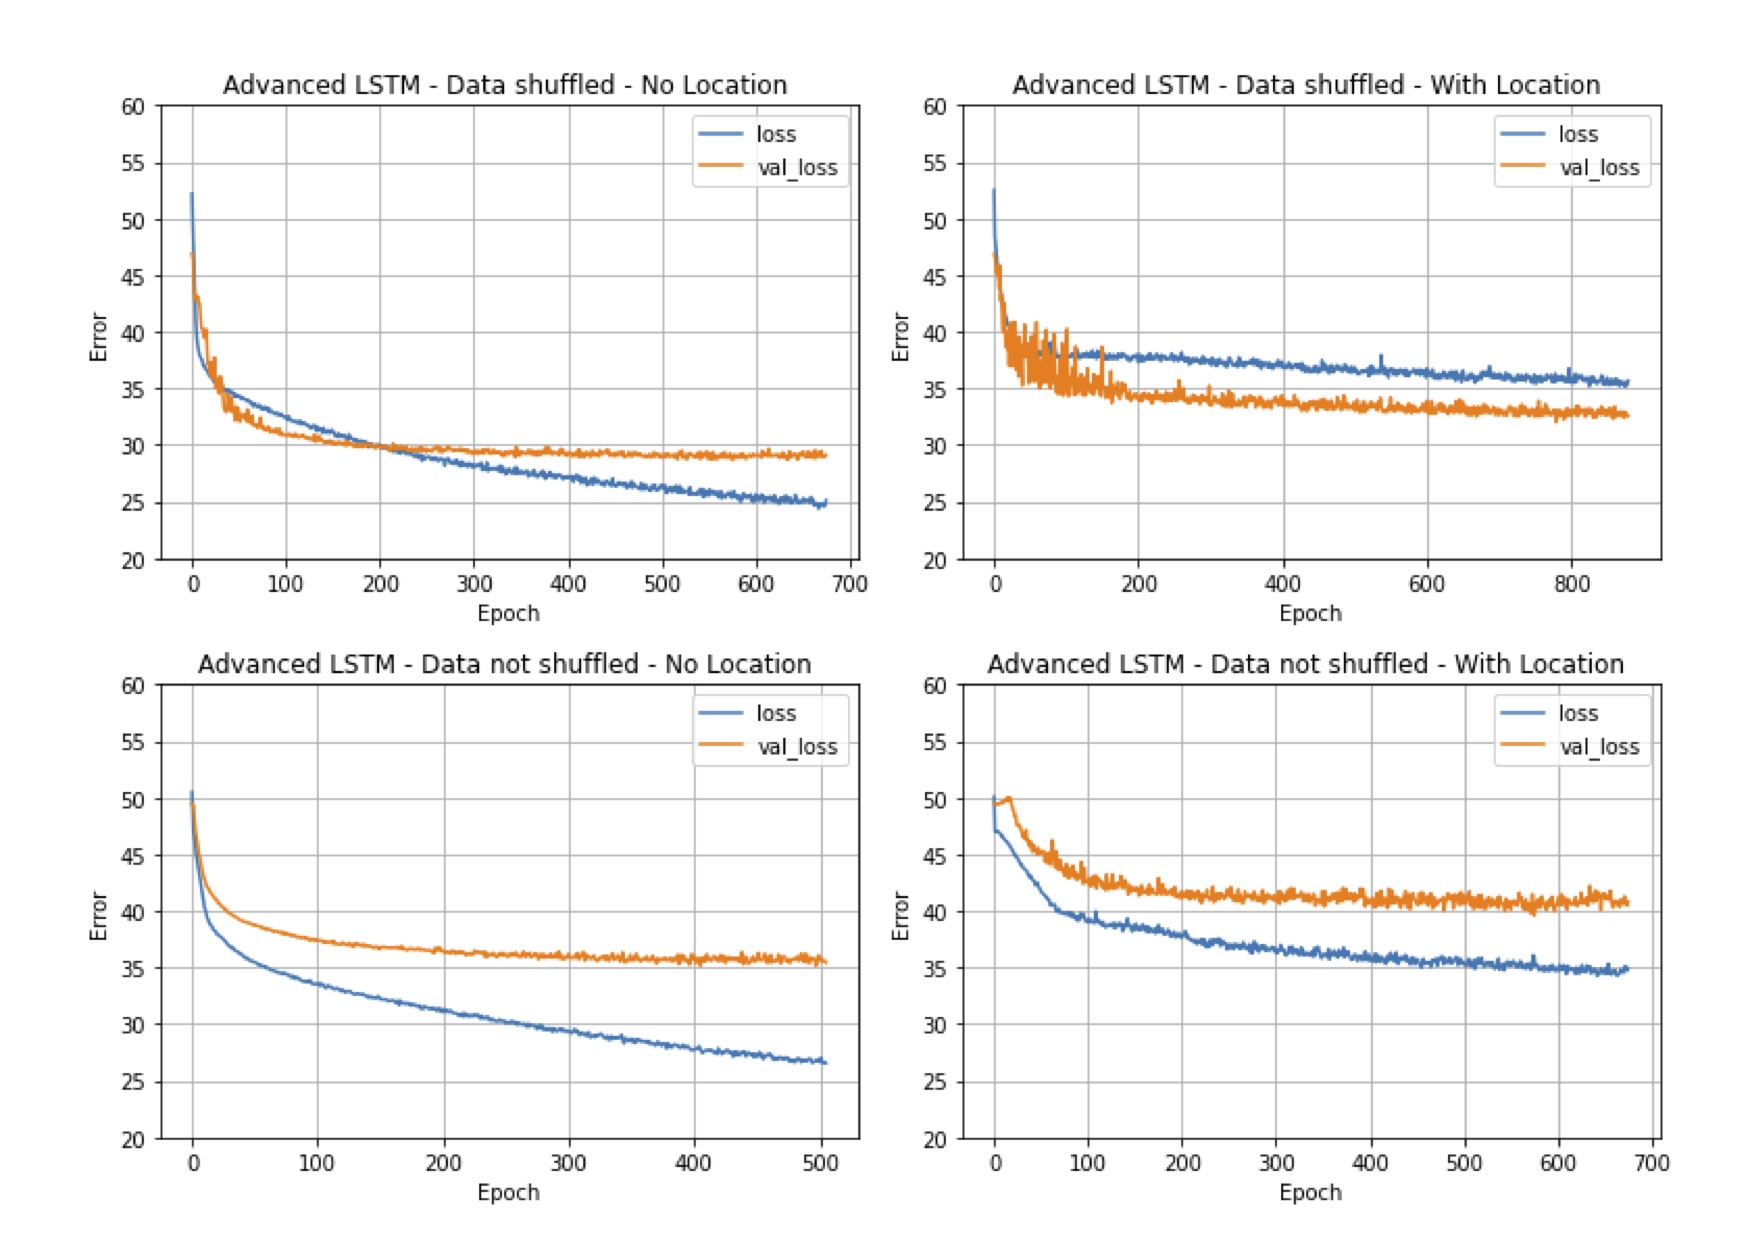 Advanced LSTM - Data shuffled - No Location
60
55
50
45
40
35
30
25
20
Error
loss
val_loss
0 100 200 300 400 500 600 700
Epoch
Advanced LSTM - Data shuffled - With Location
60
55
50
45
40
35
30
25
20
Error
loss
val_loss
0 200 400 600 800
Epoch
Advanced LSTM - Data not shuffled - No Location
60
55
50
45
40
35
30
25
20
Error
loss
val_loss
0 100 200 300 400 500
Epoch
Advanced LSTM - Data not shuffled - With Location
60
55
50
45
40
35
30
25
20
Error
loss
val_loss
0 100 200 300 400 500 600 700
Epoch